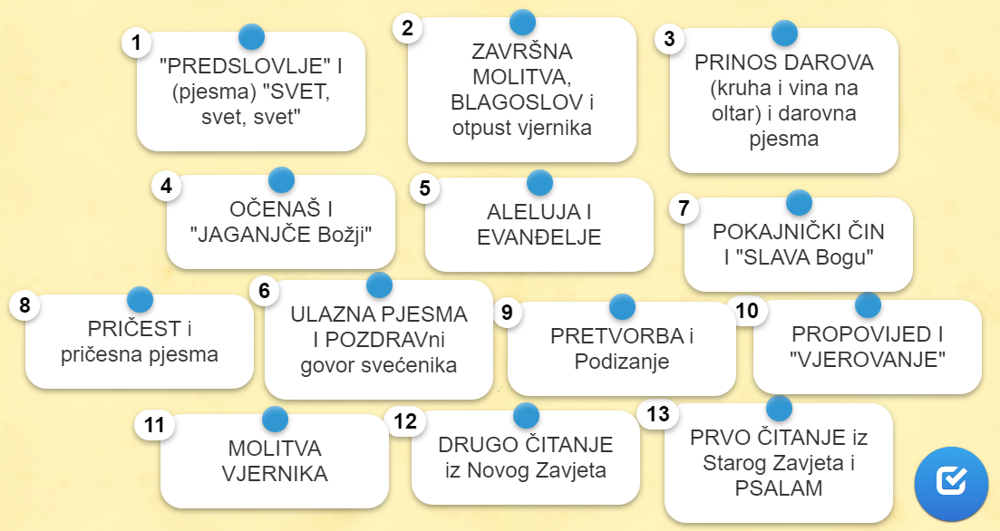 1
"PREDSLOVLJE" I
(pjesma) "SVET,
svet, svet"
2
ZAVRŠNA
MOLITVA,
BLAGOSLOV i
otpust vjernika
3
PRINOS DAROVA
(kruha i vina na
oltar) i darovna
pjesma
4
OČENAŠ I
"JAGANJČE Božji"
5
ALELUJA I
EVANĐELJE
7
POKAJNIČKI ČIN
I "SLAVA Bogu"
8
PRIČEST i
pričesna pjesma
6
ULAZNA PJESMA
I POZDRAVni
govor svećenika
9
PRETVORBA i
Podizanje
10
PROPOVIJED I
"VJEROVANJE"
11
MOLITVA
VJERNIKA
12
DRUGO ČITANJE
iz Novog Zavjeta
13
PRVO ČITANJE iz
Starog Zavjeta i
PSALAM